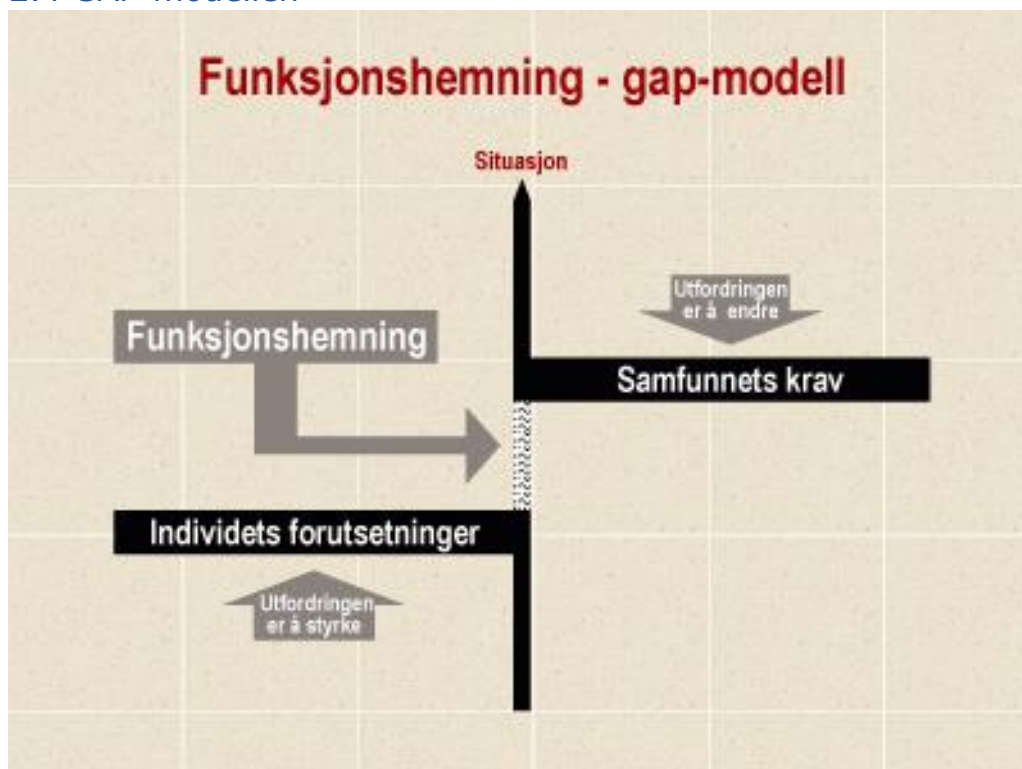 Funksjonshemning - gap-modell
Situasjon
Utfordringen
er å endre
Funksjonshemning
Samfunnets krav
Individets forutsetninger
Utfordringen
er å styrke